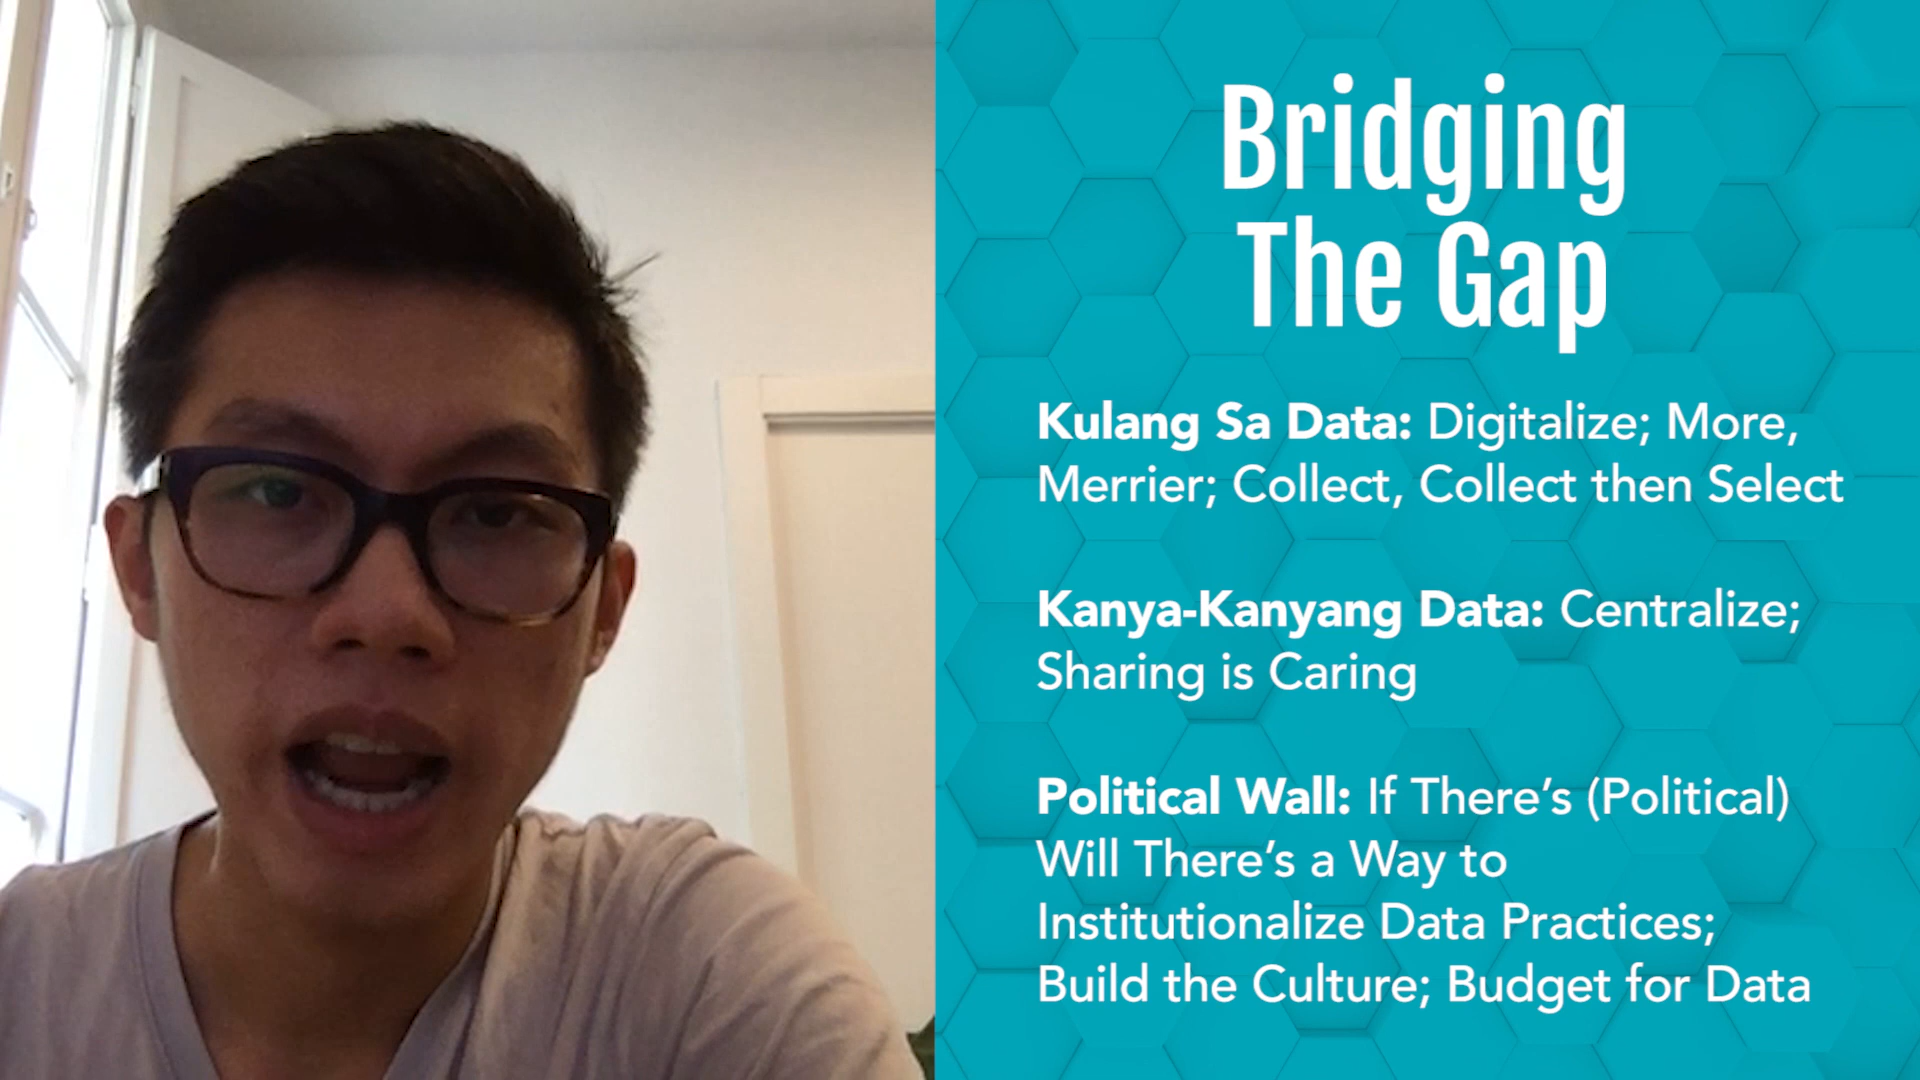 Bridging
The Gap
Kulang Sa Data: Digitalize; More,
Merrier; Collect, Collect then Select
Kanya-Kanyang Data: Centralize;
Sharing is Caring
Political Wall: If There’s (Political)
Will There’s a Way to
Institutionalize Data Practices;
Build the Culture; Budget for Data